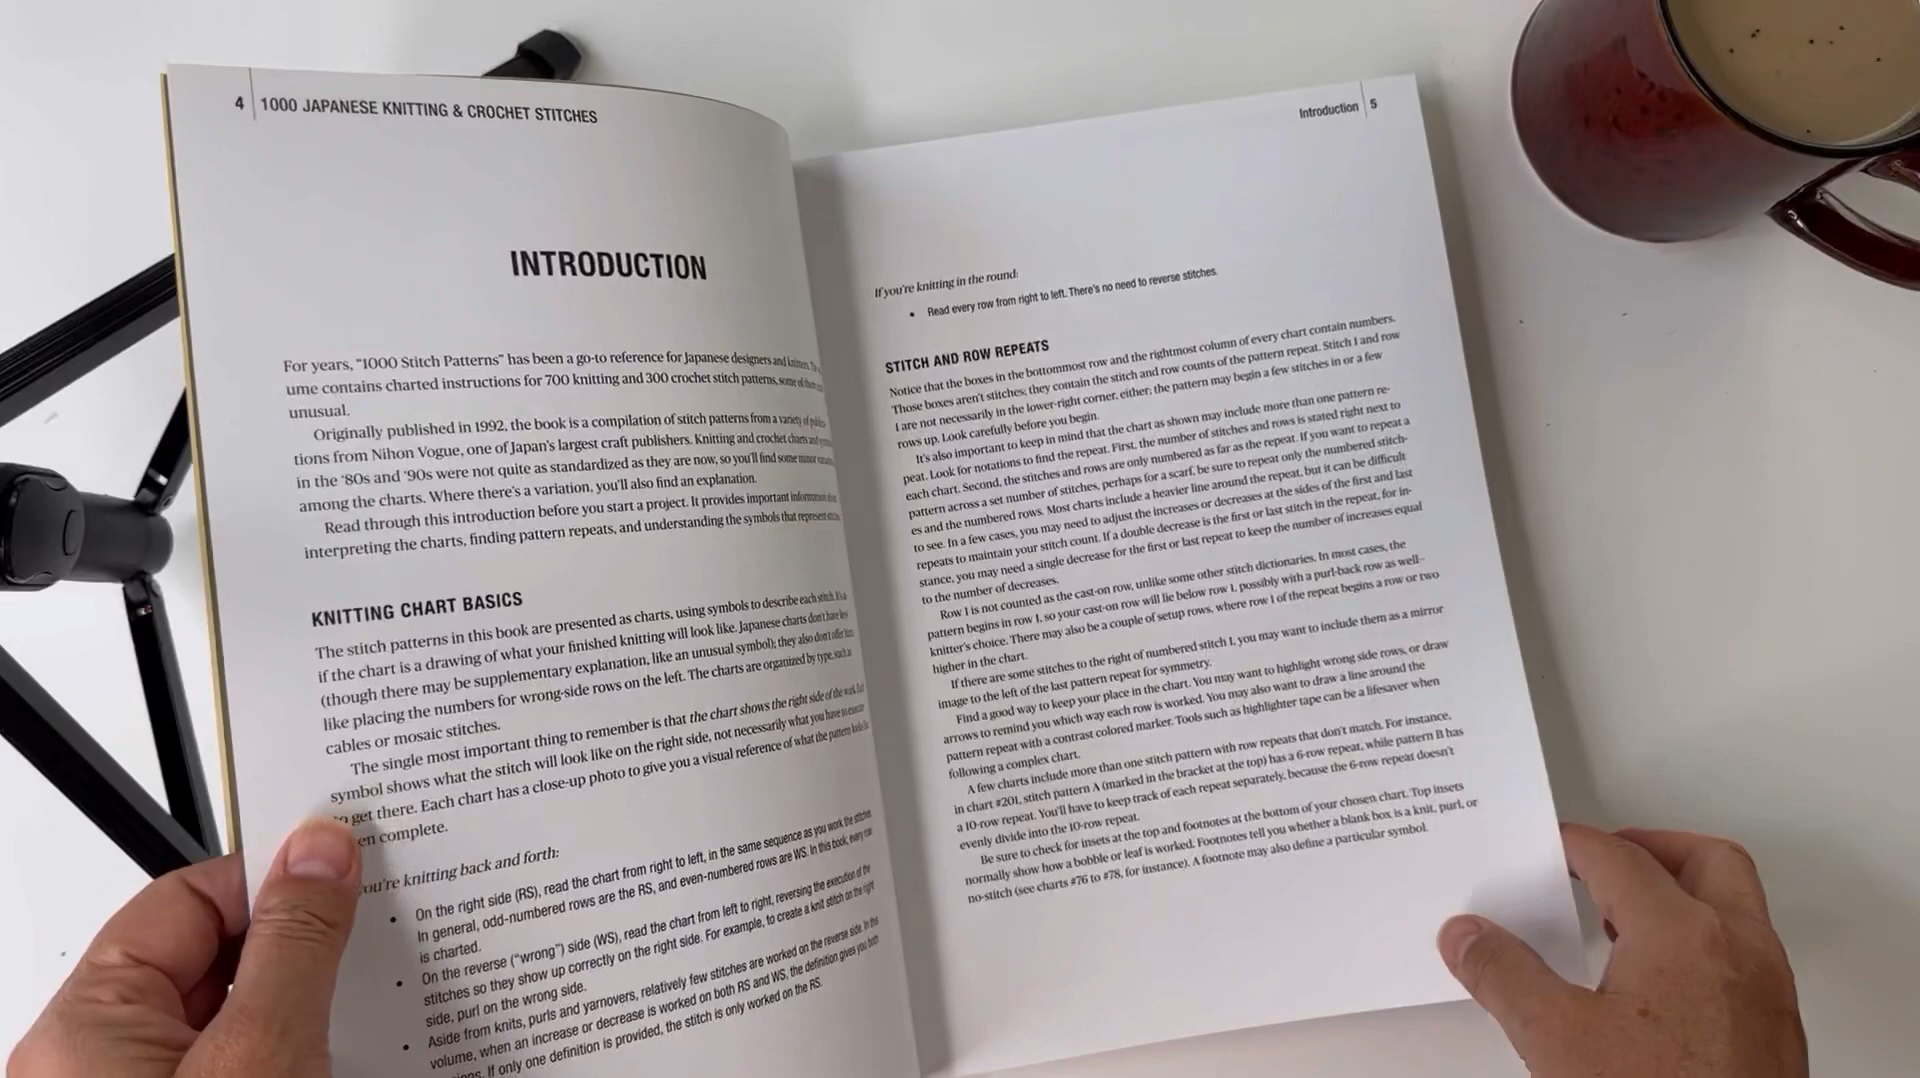 4 1000 JAPANESE KNITTING & CROCHET STITCHES
INTRODUCTION
For years, “1000 Stitch Patterns” has been a go-to reference for Japanese designers and knitters.
ume contains charted instructions for 700 knitting and 300 crochet stitch patterns, some of them
unusual.
Originally published in 1992, the book is a compilation of stitch patterns from a variety of
tions from Nihon Vogue, one of Japan's largest craft publishers. Knitting and crochet charts and
in the '80s and '90s were not quite as standardized as they are now, so you'll find some minor
among the charts. Where there's a variation, you'll also find an explanation.
Read through this introduction before you start a project. It provides important information
interpreting the charts, finding pattern repeats, and understanding the symbols that represent
KNITTING CHART BASICS
The stitch patterns in this book are presented as charts, using symbols to describe each stitch.
if the chart is a drawing of what your finished knitting will look like. Japanese charts don't have
(though there may be supplementary explanation, like an unusual symbol); they also don't offer
like placing the numbers for wrong-side rows on the left. The charts are organized by type, such as
cables or mosaic stitches.
The single most important thing to remember is that the chart shows the right side of the work.
symbol shows what the stitch will look like on the right side, not necessarily what you have to execute
to get there. Each chart has a close-up photo to give you a visual reference of what the pattern looks
en complete.
you're knitting back and forth:
• On the right side (RS), read the chart from right to left, in the same sequence as you work the stitches
In general, odd-numbered rows are the RS, and even-numbered rows are WS. In this book, every row
is charted.
• On the reverse (“wrong”) side (WS), read the chart from left to right, reversing the execution of the
stitches so they show up correctly on the right side. For example, to create a knit stitch on the right
side, purl on the wrong side.
• Aside from knits, purls and yarnovers, relatively few stitches are worked on the reverse side. In this
volume, when an increase or decrease is worked on both RS and WS, the definition gives you both
If only one definition is provided, the stitch is only worked on the RS.
Introduction 5
If you're knitting in the round:
• Read every row from right to left. There's no need to reverse stitches.
STITCH AND ROW REPEATS
Notice that the boxes in the bottommost row and the rightmost column of every chart contain numbers.
Those boxes aren't stitches; they contain the stitch and row counts of the pattern repeat. Stitch 1 and row
1 are not necessarily in the lower-right corner, either; the pattern may begin a few stitches in or a few
rows up. Look carefully before you begin.
It's also important to keep in mind that the chart as shown may include more than one pattern re-
peat. Look for notations to find the repeat. First, the number of stitches and rows is stated right next to
each chart. Second, the stitches and rows are only numbered as far as the repeat. If you want to repeat a
pattern across a set number of stitches, perhaps for a scarf, be sure to repeat only the numbered stitch-
es and the numbered rows. Most charts include a heavier line around the repeat, but it can be difficult
to see. In a few cases, you may need to adjust the increases or decreases at the sides of the first and last
repeats to maintain your stitch count. If a double decrease is the first or last stitch in the repeat, for in-
stance, you may need a single decrease for the first or last repeat to keep the number of increases equal
to the number of decreases.
Row 1 is not counted as the cast-on row, unlike some other stitch dictionaries. In most cases, the
pattern begins in row 1, so your cast-on row will lie below row 1, possibly with a purl-back row as well–
knitter's choice. There may also be a couple of setup rows, where row 1 of the repeat begins a row or two
higher in the chart.
If there are some stitches to the right of numbered stitch 1, you may want to include them as a mirror
image to the left of the last pattern repeat for symmetry.
Find a good way to keep your place in the chart. You may want to highlight wrong side rows, or draw
arrows to remind you which way each row is worked. You may also want to draw a line around the
pattern repeat with a contrast colored marker. Tools such as highlighter tape can be a lifesaver when
following a complex chart.
A few charts include more than one stitch pattern with row repeats that don't match. For instance,
in chart #201, stitch pattern A (marked in the bracket at the top) has a 6-row repeat, while pattern B has
a 10-row repeat. You'll have to keep track of each repeat separately, because the 6-row repeat doesn't
evenly divide into the 10-row repeat.
Be sure to check for insets at the top and footnotes at the bottom of your chosen chart. Top insets
normally show how a bobble or leaf is worked. Footnotes tell you whether a blank box is a knit, purl, or
no-stitch (see charts #76 to #78, for instance). A footnote may also define a particular symbol.